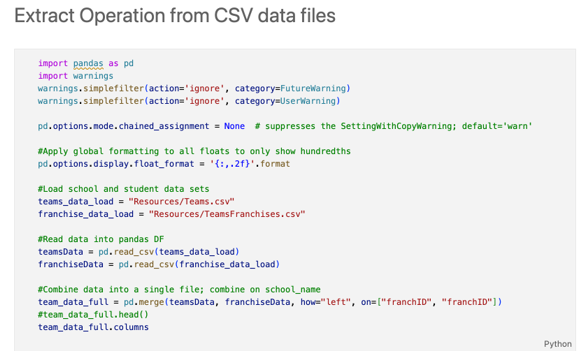 Extract Operation from CSV data files
import pandas as pd
import warnings
warnings.simplefilter(action='ignore', category=FutureWarning)
warnings.simplefilter(action='ignore', category=UserWarning)
pd.options.mode.chained_assignment = None  # suppresses the SettingWithCopyWarning; default='warn'
#Apply global formatting to all floats to only show hundredths
pd.options.display.float_format = '{:,.2f}'.format
#Load school and student data sets
teams_data_load = "Resources/Teams.csv"
franchise_data_load = "Resources/TeamsFranchises.csv"
#Read data into pandas DF
teamsData = pd.read_csv(teams_data_load)
franchiseData = pd.read_csv(franchise_data_load)
#Combine data into a single file; combine on school_name
team_data_full = pd.merge(teamsData, franchiseData, how="left", on=["franchID", "franchID"])
#team_data_full.head()
team_data_full.columns
Python